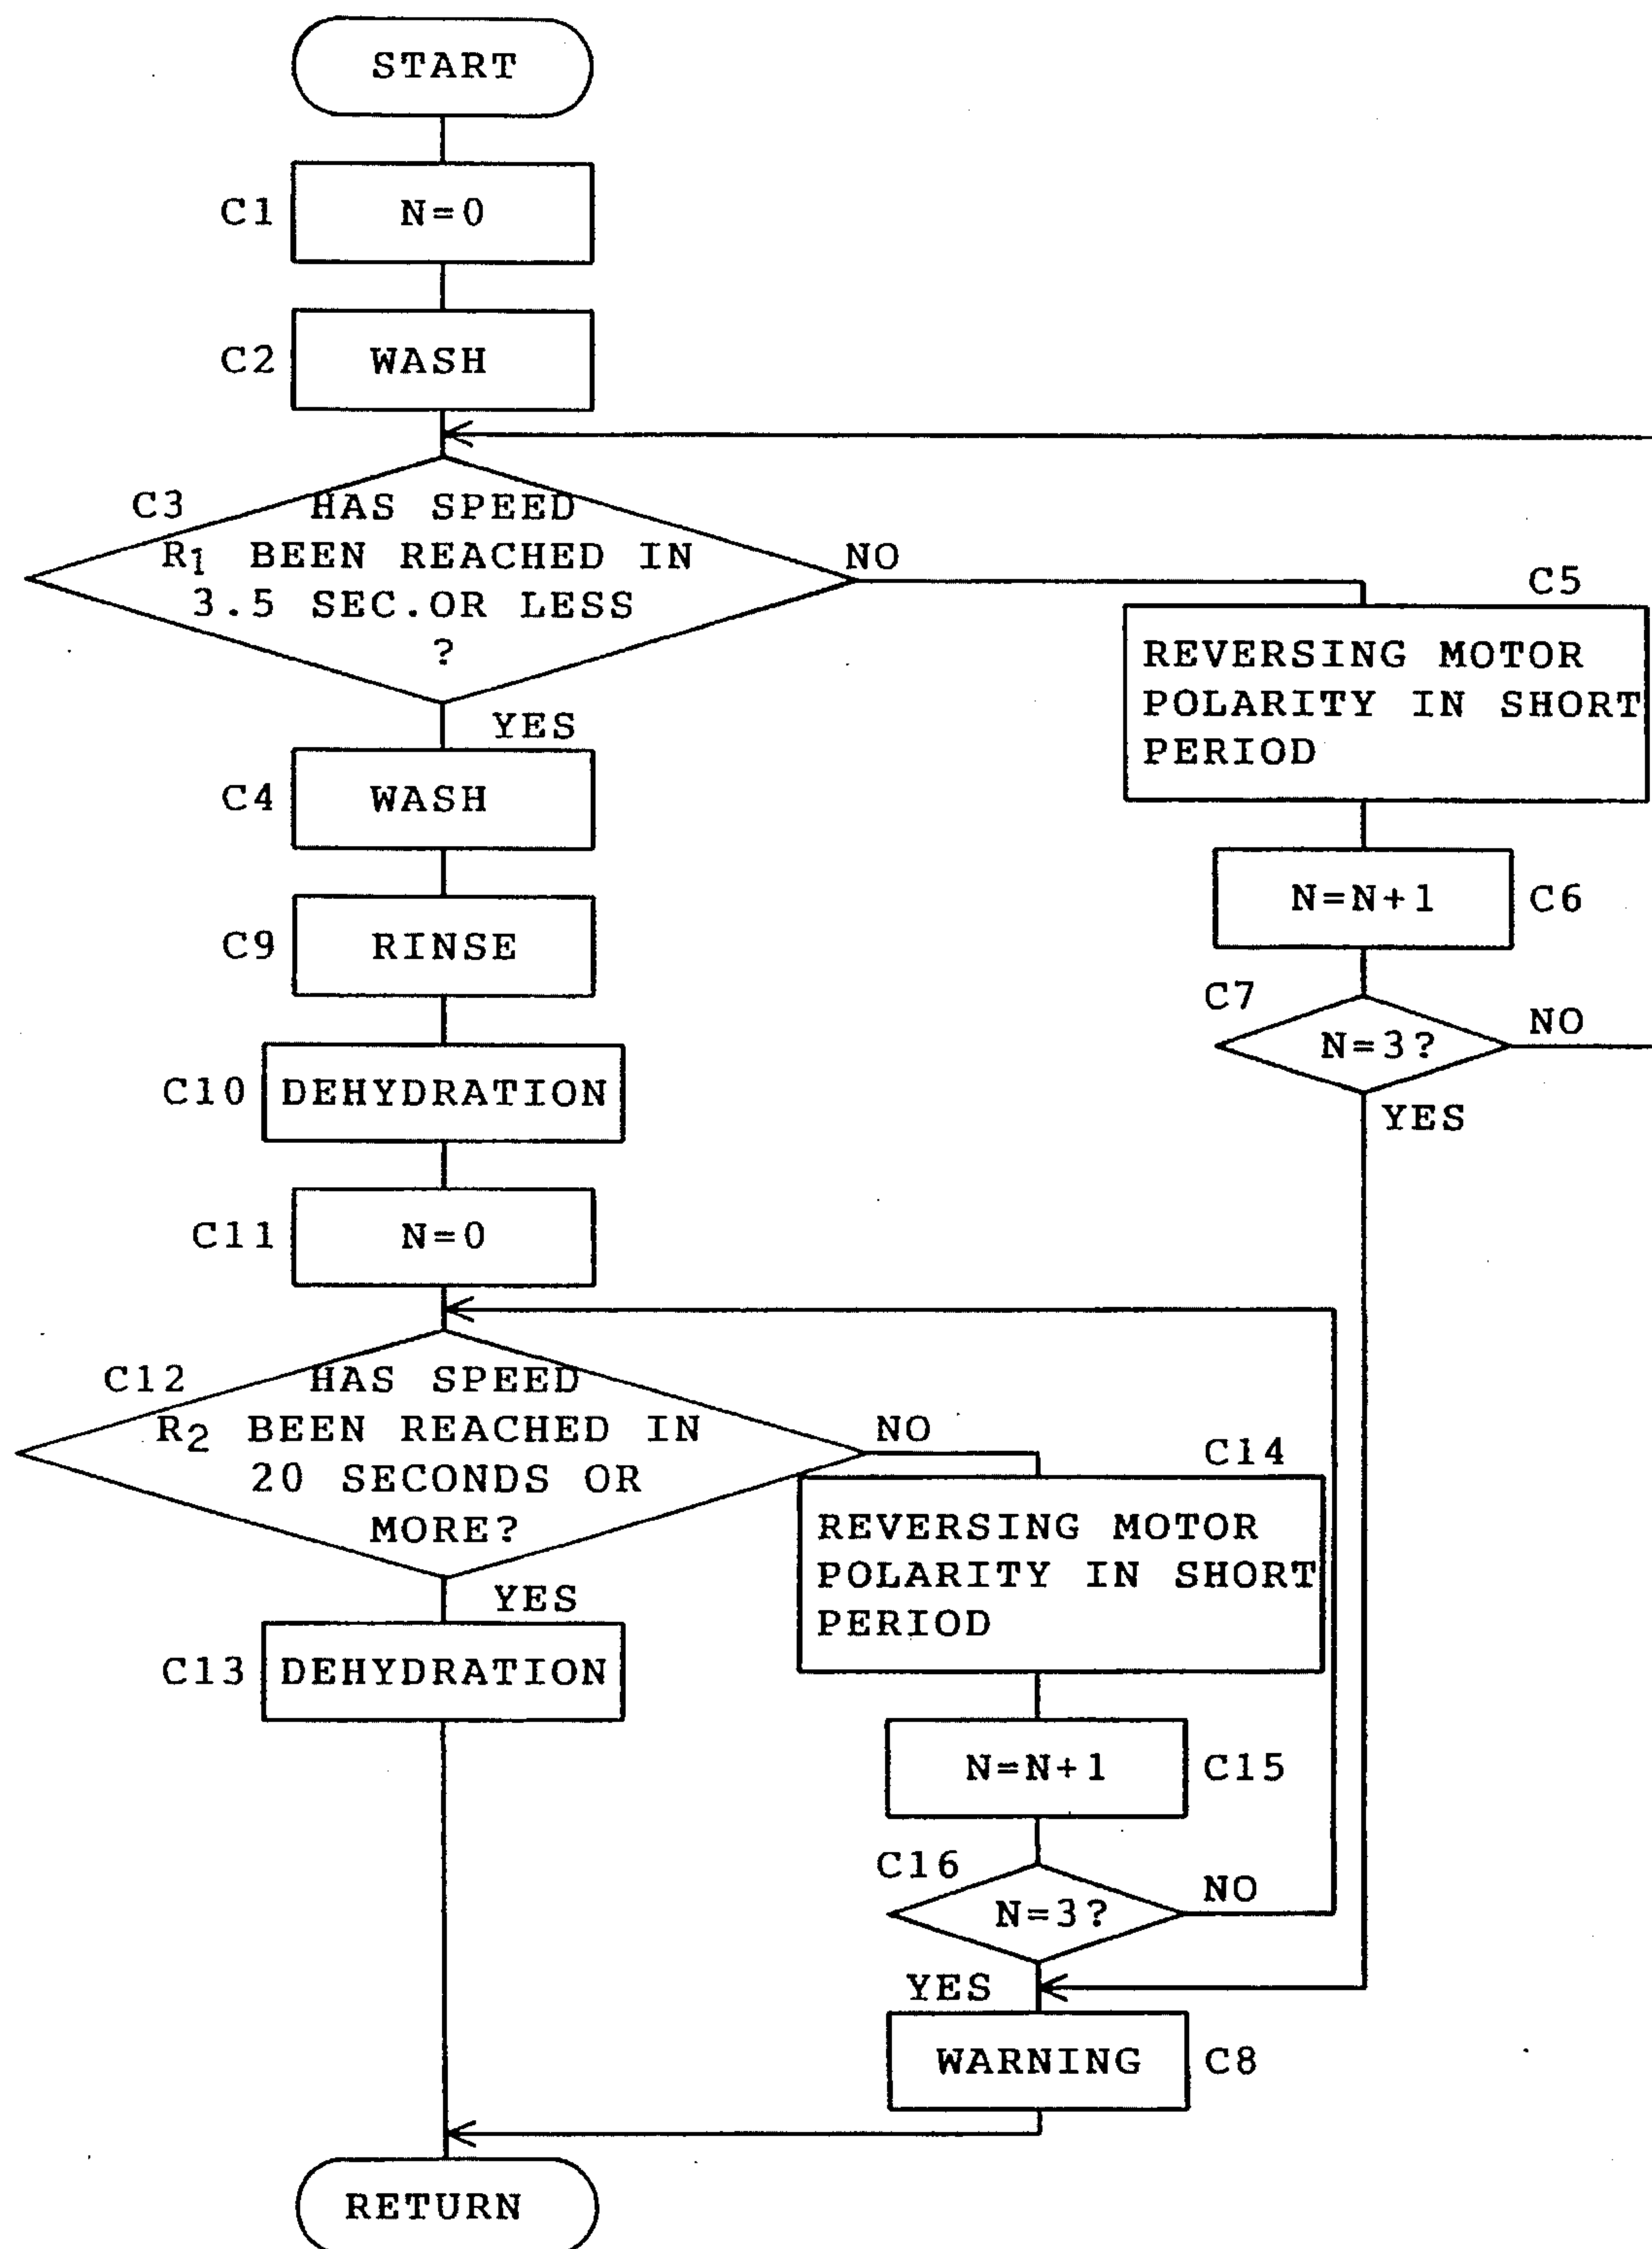 START
C1
N=0
C2
WASH
C3
HAS SPEED
R1 BEEN REACHED IN
3.5 SEC.OR LESS
?
NO
YES
C5
REVERSING MOTOR
POLARITY IN SHORT
PERIOD
C4
WASH
N=N+1
C6
C9
RINSE
C7
N=3?
NO
YES
C10
DEHYDRATION
C11
N=0
C12
HAS SPEED
R2 BEEN REACHED IN
20 SECONDS OR
MORE?
NO
YES
C14
REVERSING MOTOR
POLARITY IN SHORT
PERIOD
C13
DEHYDRATION
N=N+1
C15
C16
N=3?
NO
YES
WARNING
C8
RETURN